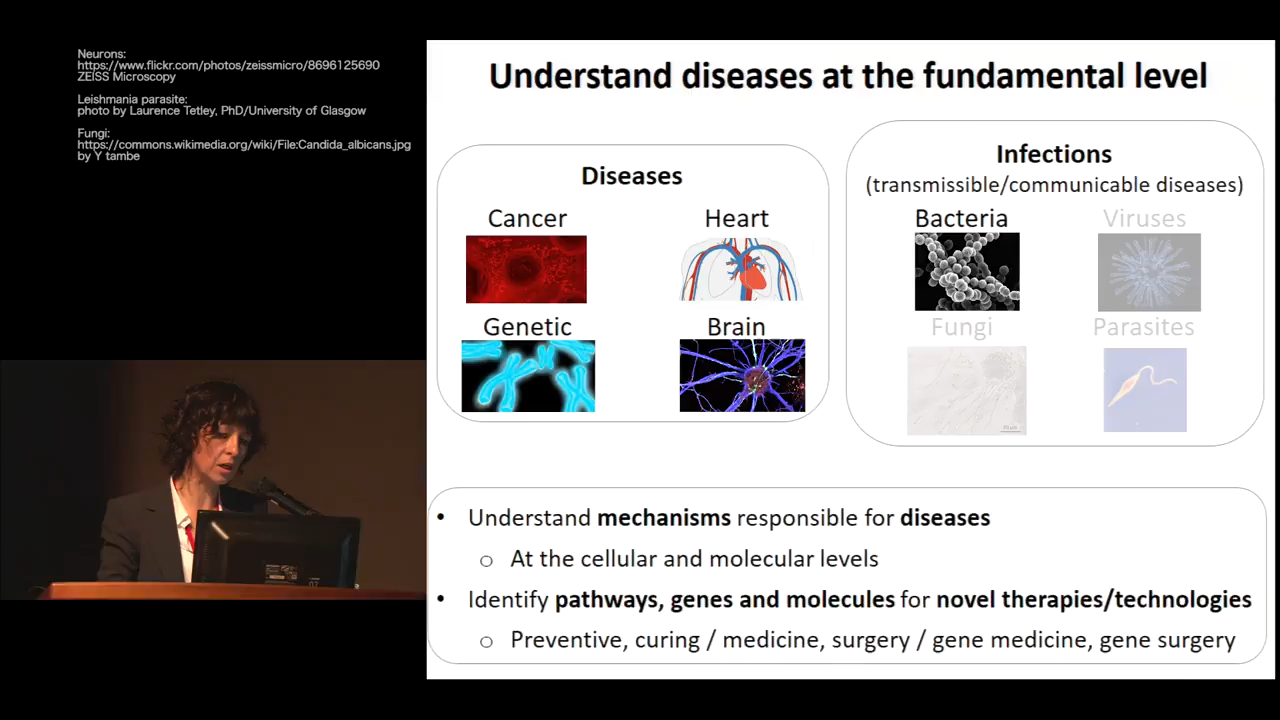 Neurons:
https://www.flickr.com/photos/zeissmicro/8696125690
ZEISS Microscopy
Leishmania parasite:
photo by Laurence Tetley, PhD/University of Glasgow
Fungi:
https://commons.wikimedia.org/wiki/File:Candida_albicans.jpg
by Y tambe
Understand diseases at the fundamental level
Diseases
Cancer
Heart
Genetic
Brain
Infections
(transmissible/communicable diseases)
Bacteria
Viruses
Fungi
Parasites
• Understand mechanisms responsible for diseases
o At the cellular and molecular levels
• Identify pathways, genes and molecules for novel therapies/technologies
o Preventive, curing / medicine, surgery / gene medicine, gene surgery